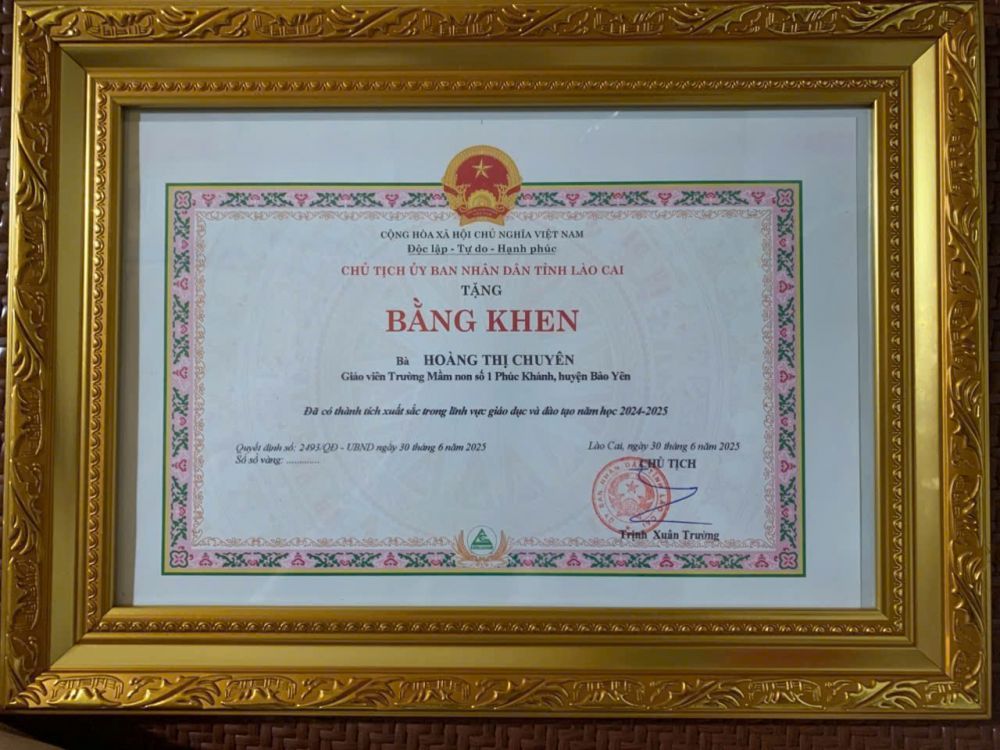 CỘNG HÒA XÃ HỘI CHỦ NGHĨA VIỆT NAM
Độc lập - Tự do - Hạnh phúc
CHỦ TỊCH ỦY BAN NHÂN DÂN TỈNH LÀO CAI
TẶNG
BẰNG KHEN
Bà HOÀNG THỊ CHUYÊN
Giáo viên Trường Mầm non số 1 Phúc Khánh, huyện Bảo Yên
Đã có thành tích xuất sắc trong lĩnh vực giáo dục và đào tạo năm học 2024-2025
Quyết định số: 2493/QĐ - UBND ngày 30 tháng 6 năm 2025
Số sổ vàng: ............
Lào Cai, ngày 30 tháng 6 năm 2025
CHỦ TỊCH
Trịnh Xuân Trường